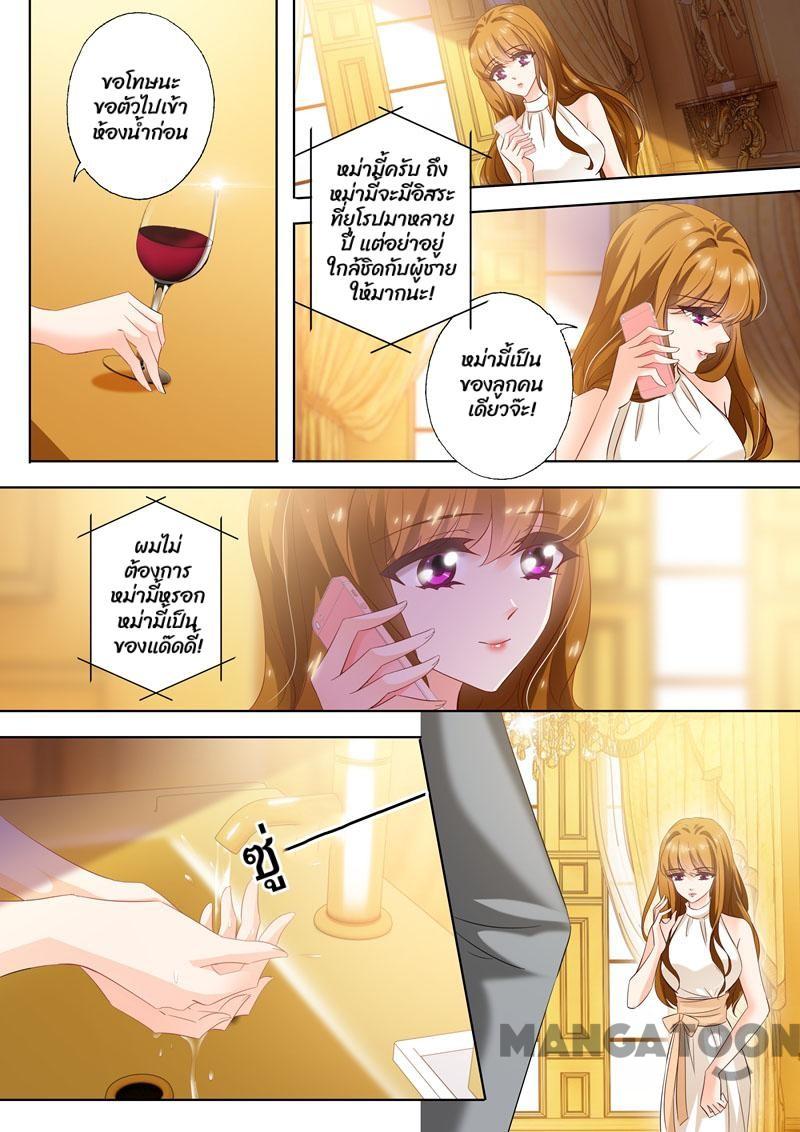 ขอโทษนะ
ขอตัวไปเข้า
ห้องน้ำก่อน
หม่ามี้ครับ ถึง
หม่ามี้จะมีอิสระ
ที่ยุโรปมาหลาย
ปี แต่อย่าอยู่
ใกล้ชิดกับผู้ชาย
ให้มากนะ!
หม่ามี้เป็น
ของลูกคน
เดียวจ๊ะ!
ผมไม่
ต้องการ
หม่ามี้หรอก
หม่ามี้เป็น
ของแด๊ดดี้!
ซู่
MANGATOON